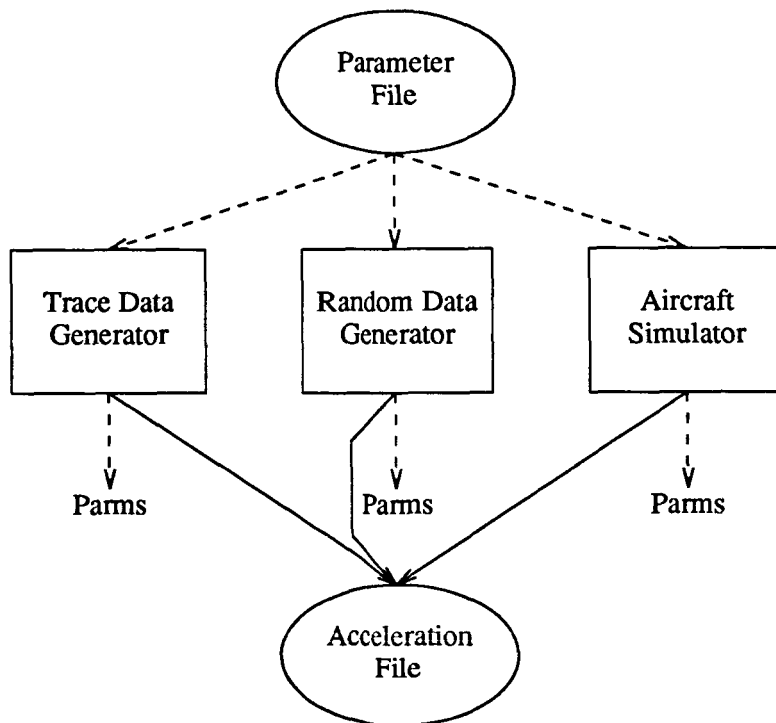 Parameter
File
Trace Data
Generator
Random Data
Generator
Aircraft
Simulator
Parms
Parms
Parms
Acceleration
File